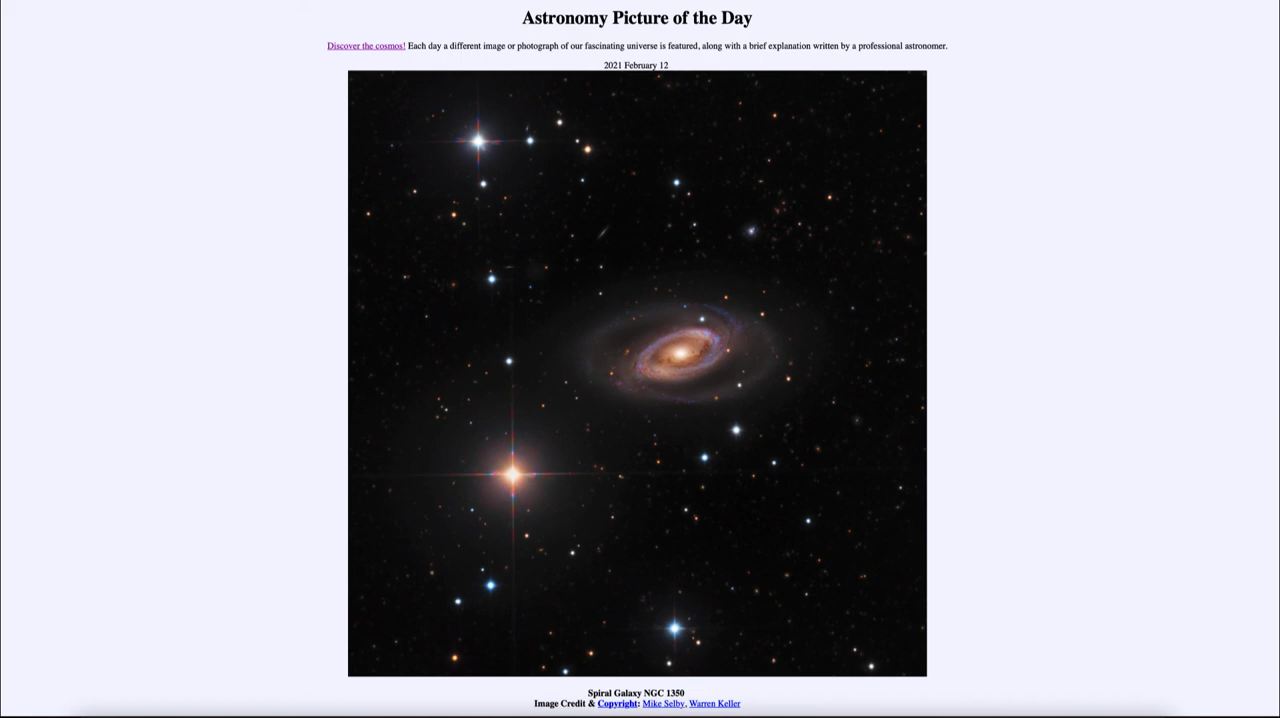 Astronomy Picture of the Day
Discover the cosmos! Each day a different image or photograph of our fascinating universe is featured, along with a brief explanation written by a professional astronomer.
2021 February 12
Spiral Galaxy NGC 1350
Image Credit & Copyright: Mike Selby, Warren Keller